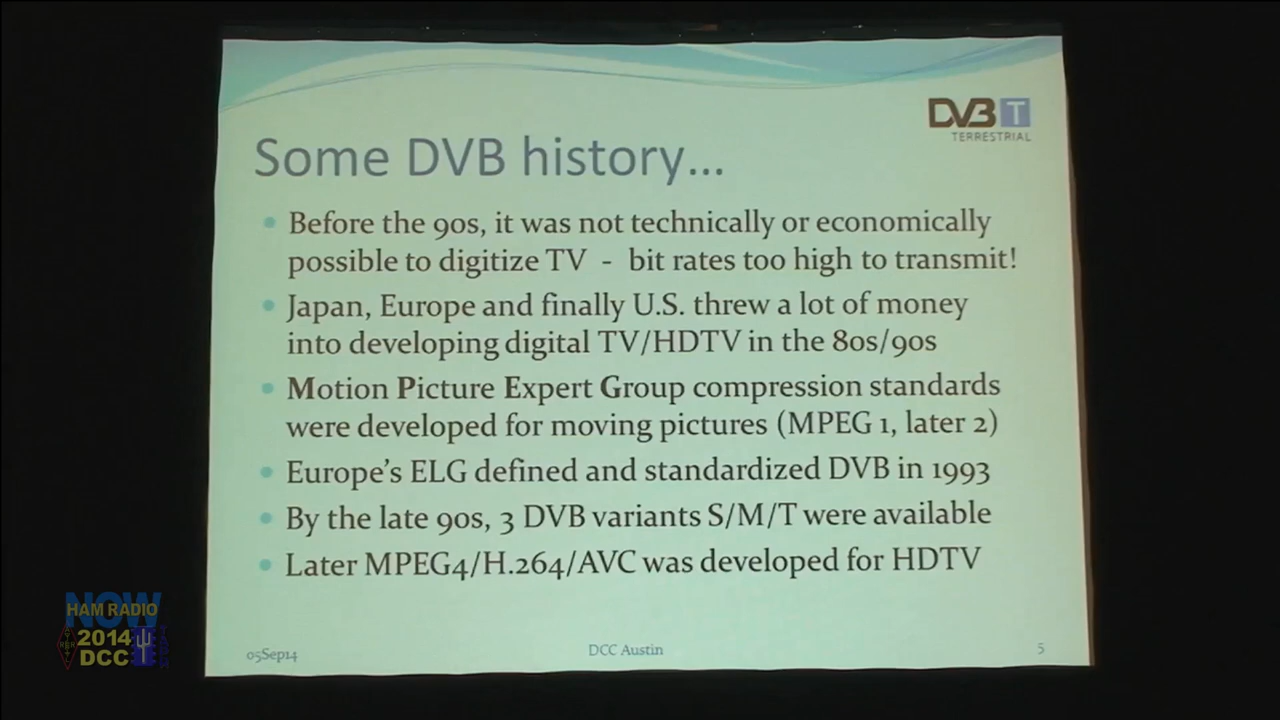 DVB T
TERRESTRIAL
Some DVB history...
Before the 90s, it was not technically or economically
possible to digitize TV - bit rates too high to transmit!
Japan, Europe and finally U.S. threw a lot of money
into developing digital TV/HDTV in the 80s/90s
Motion Picture Expert Group compression standards
were developed for moving pictures (MPEG 1, later 2)
Europe's ELG defined and standardized DVB in 1993
By the late 90s, 3 DVB variants S/M/T were available
Later MPEG4/H.264/AVC was developed for HDTV
05Sep14 DCC Austin 5
NOW
HAM RADIO
2014
DCC